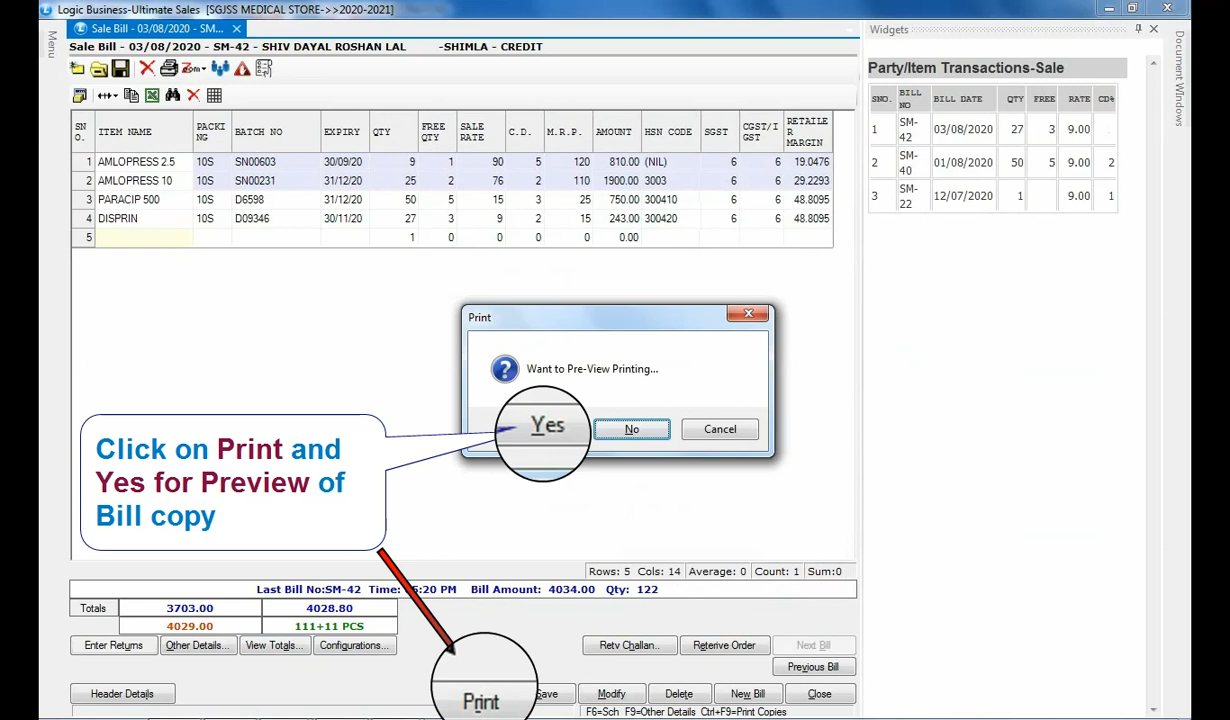 Logic Business-Ultimate Sales [SGJSS MEDICAL STORE->>2020-2021]
Menu
Sale Bill - 03/08/2020 - SM...
Sale Bill - 03/08/2020 - SM-42 - SHIV DAYAL ROSHAN LAL -SHIMLA - CREDIT
SN O. ITEM NAME PACKI NG BATCH NO EXPIRY QTY FREE QTY SALE RATE C.D. M.R.P. AMOUNT HSN CODE SGST CGST/I GST RETAILE R MARGIN
1 AMLOPRESS 2.5 10S SN00603 30/09/20 9 1 90 5 120 810.00 (NIL) 6 6 19.0476
2 AMLOPRESS 10 10S SN00231 31/12/20 25 2 76 2 110 1900.00 3003 6 6 29.2293
3 PARACIP 500 10S D6598 31/12/20 50 5 15 3 25 750.00 300410 6 6 48.8095
4 DISPRIN 10S D09346 30/11/20 27 3 9 2 15 243.00 300420 6 6 48.8095
5 1 0 0 0 0 0.00
Widgets
Document Windows
Party/Item Transactions-Sale
SNO. BILL NO BILL DATE QTY FREE RATE CD%
1 SM-42 03/08/2020 27 3 9.00
2 SM-40 01/08/2020 50 5 9.00 2
3 SM-22 12/07/2020 1 9.00 1
Print
Want to Pre-View Printing...
Yes No Cancel
Click on Print and
Yes for Preview of
Bill copy
Rows: 5 Cols: 14 Average: 0 Count: 1 Sum:0
Last Bill No:SM-42 Time: 5:20 PM Bill Amount: 4034.00 Qty: 122
Totals 3703.00 4028.80
4029.00 111+11 PCS
Enter Returns Other Details... View Totals... Configurations... Retv Challan.. Reterive Order Next Bill
Previous Bill
Header Details Print Save Modify Delete New Bill Close
F6=Sch F9=Other Details Ctrl+F9=Print Copies